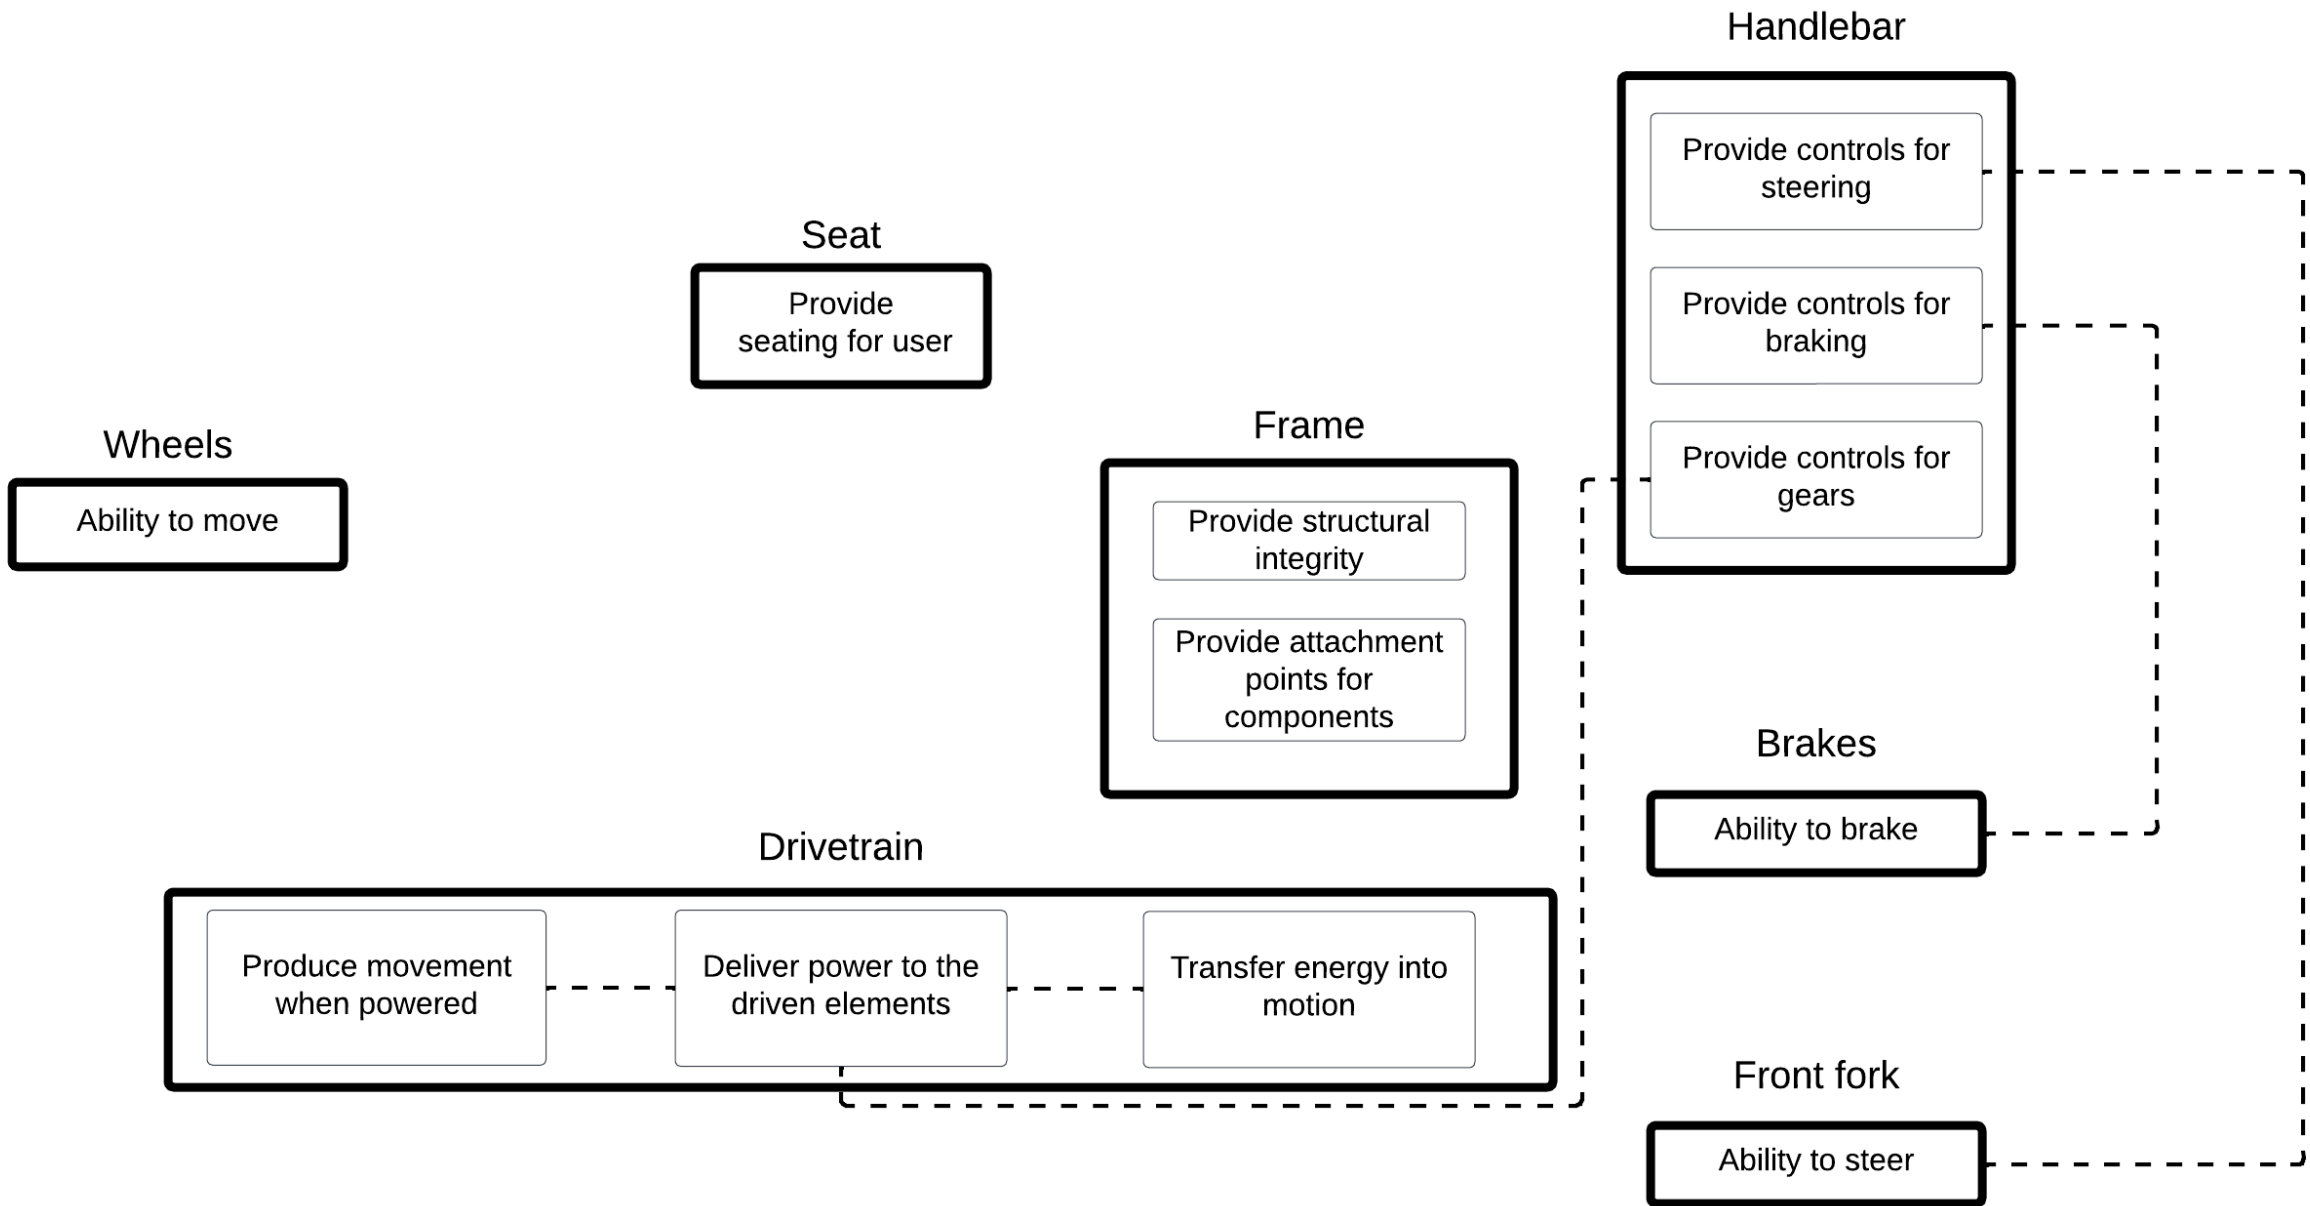 Handlebar
Provide controls for
steering
Provide controls for
braking
Provide controls for
gears
Seat
Provide
seating for user
Frame
Provide structural
integrity
Provide attachment
points for
components
Wheels
Ability to move
Brakes
Ability to brake
Drivetrain
Produce movement
when powered
Deliver power to the
driven elements
Transfer energy into
motion
Front fork
Ability to steer